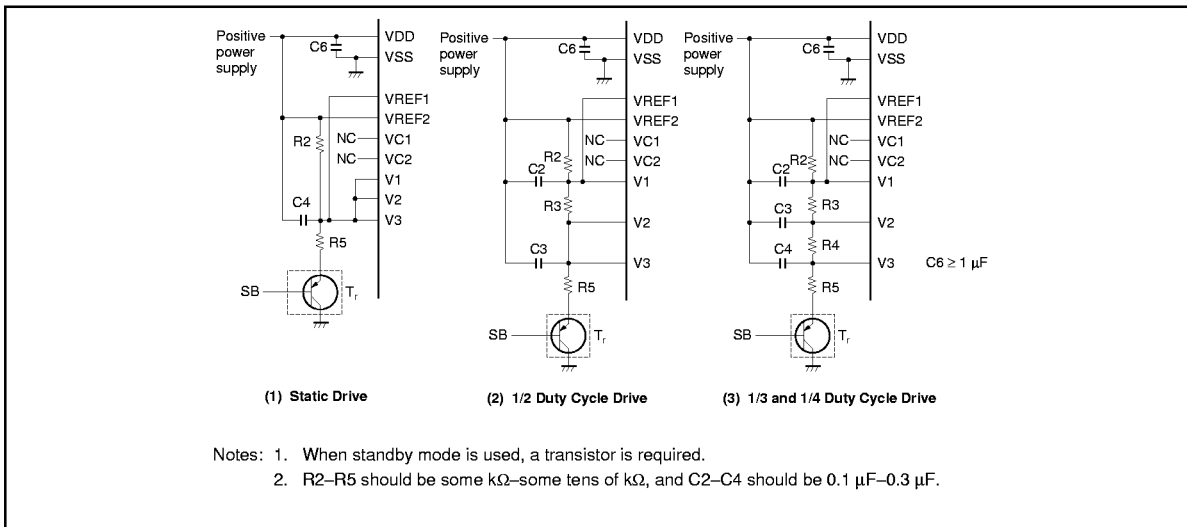 Positive power supply
C6
VDD
VSS
VREF1
VREF2
R2
NC
VC1
NC
VC2
V1
V2
C4
V3
R5
SB
Tr
(1) Static Drive
Positive power supply
C6
VDD
VSS
VREF1
VREF2
NC
VC1
R2
NC
VC2
C2
V1
R3
V2
C3
V3
R5
SB
Tr
(2) 1/2 Duty Cycle Drive
Positive power supply
C6
VDD
VSS
VREF1
VREF2
NC
VC1
R2
NC
VC2
C2
V1
R3
C3
V2
R4
C4
V3
C6 ≥ 1 μF
R5
SB
Tr
(3) 1/3 and 1/4 Duty Cycle Drive
Notes: 1. When standby mode is used, a transistor is required.
2. R2–R5 should be some kΩ–some tens of kΩ, and C2–C4 should be 0.1 μF–0.3 μF.